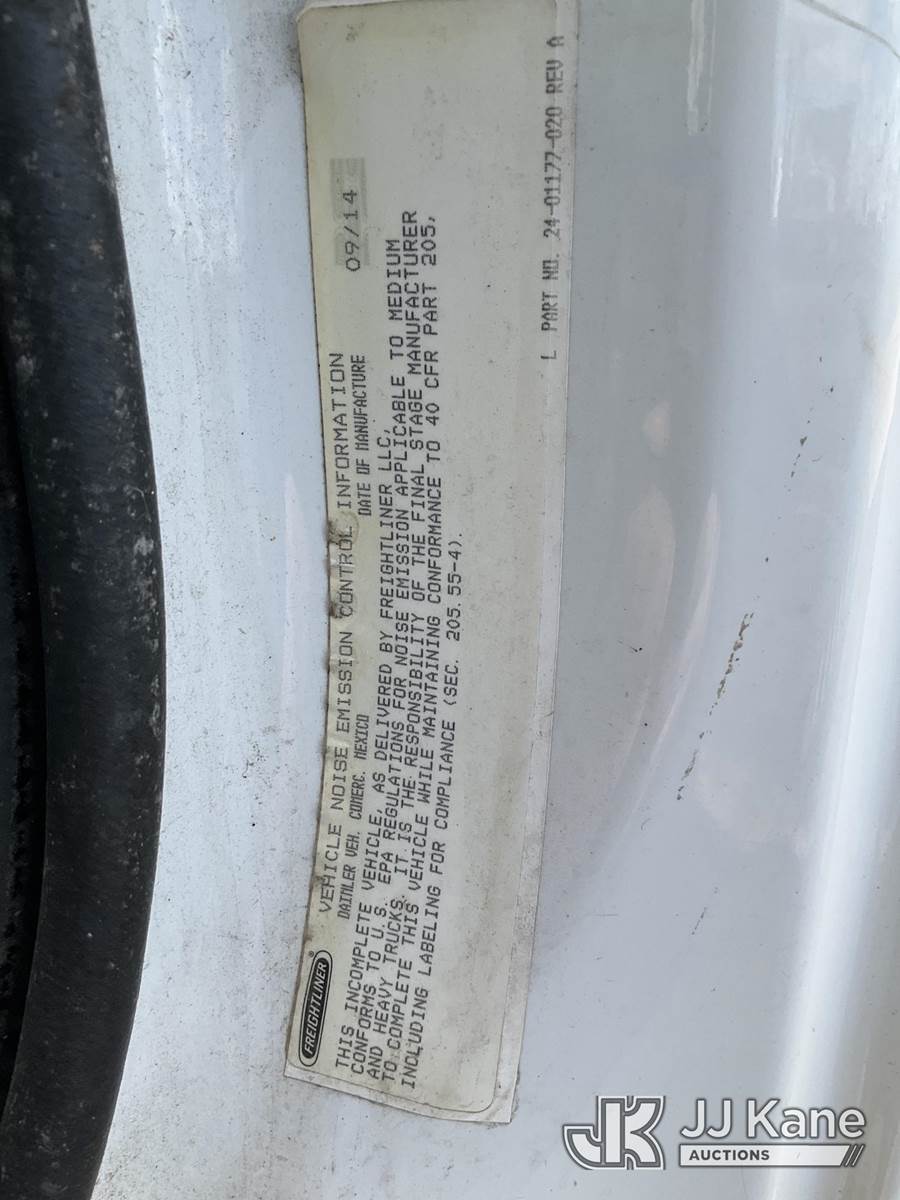 FREIGHTLINER®
VEHICLE NOISE EMISSION CONTROL INFORMATION
DAIMLER VEH. COMERC. MEXICO DATE OF MANUFACTURE 09/14
THIS INCOMPLETE VEHICLE, AS DELIVERED BY FREIGHTLINER LLC,
CONFORMS TO U.S. EPA REGULATIONS FOR NOISE EMISSION APPLICABLE TO MEDIUM
AND HEAVY TRUCKS. IT IS THE RESPONSIBILITY OF THE FINAL STAGE MANUFACTURER
TO COMPLETE THIS VEHICLE WHILE MAINTAINING CONFORMANCE TO 40 CFR PART 205,
INCLUDING LABELING FOR COMPLIANCE (SEC. 205.55-4).
L PART NO. 24-01177-020 REV A
JK JJ Kane
AUCTIONS